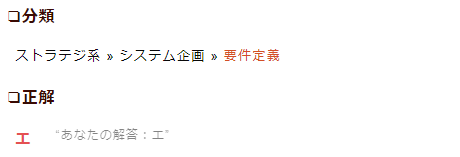 ❏分類
ストラテジ系 » システム企画 » 要件定義
❏正解
エ "あなたの解答：エ"